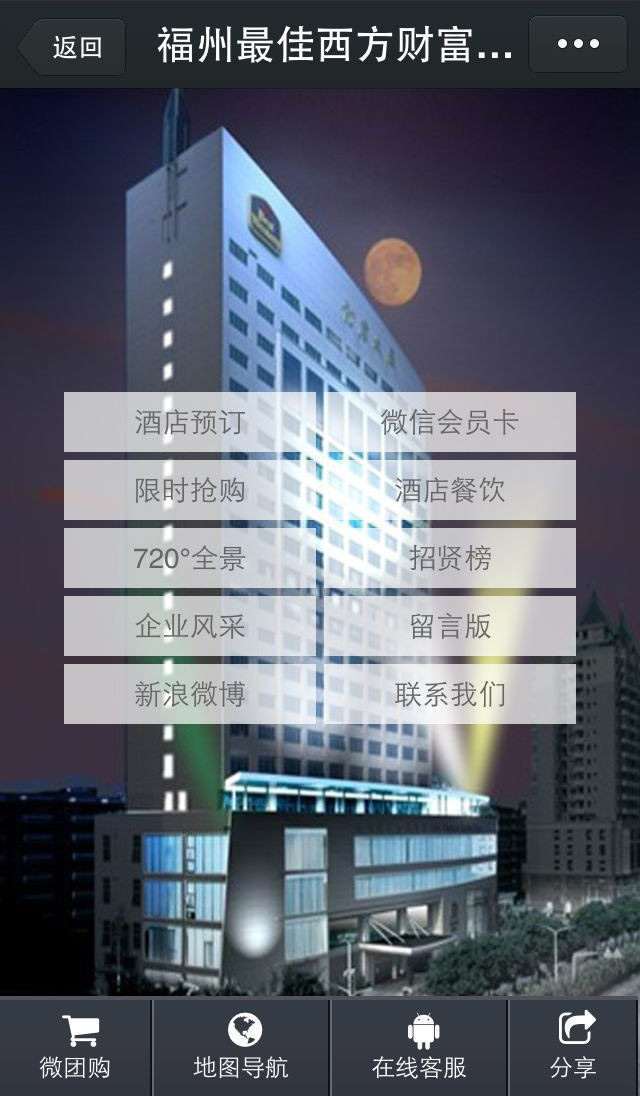 返回
福州最佳西方财富...
酒店预订
微信会员卡
限时抢购
酒店餐饮
720°全景
招贤榜
企业风采
留言版
新浪微博
联系我们
微团购
地图导航
在线客服
分享